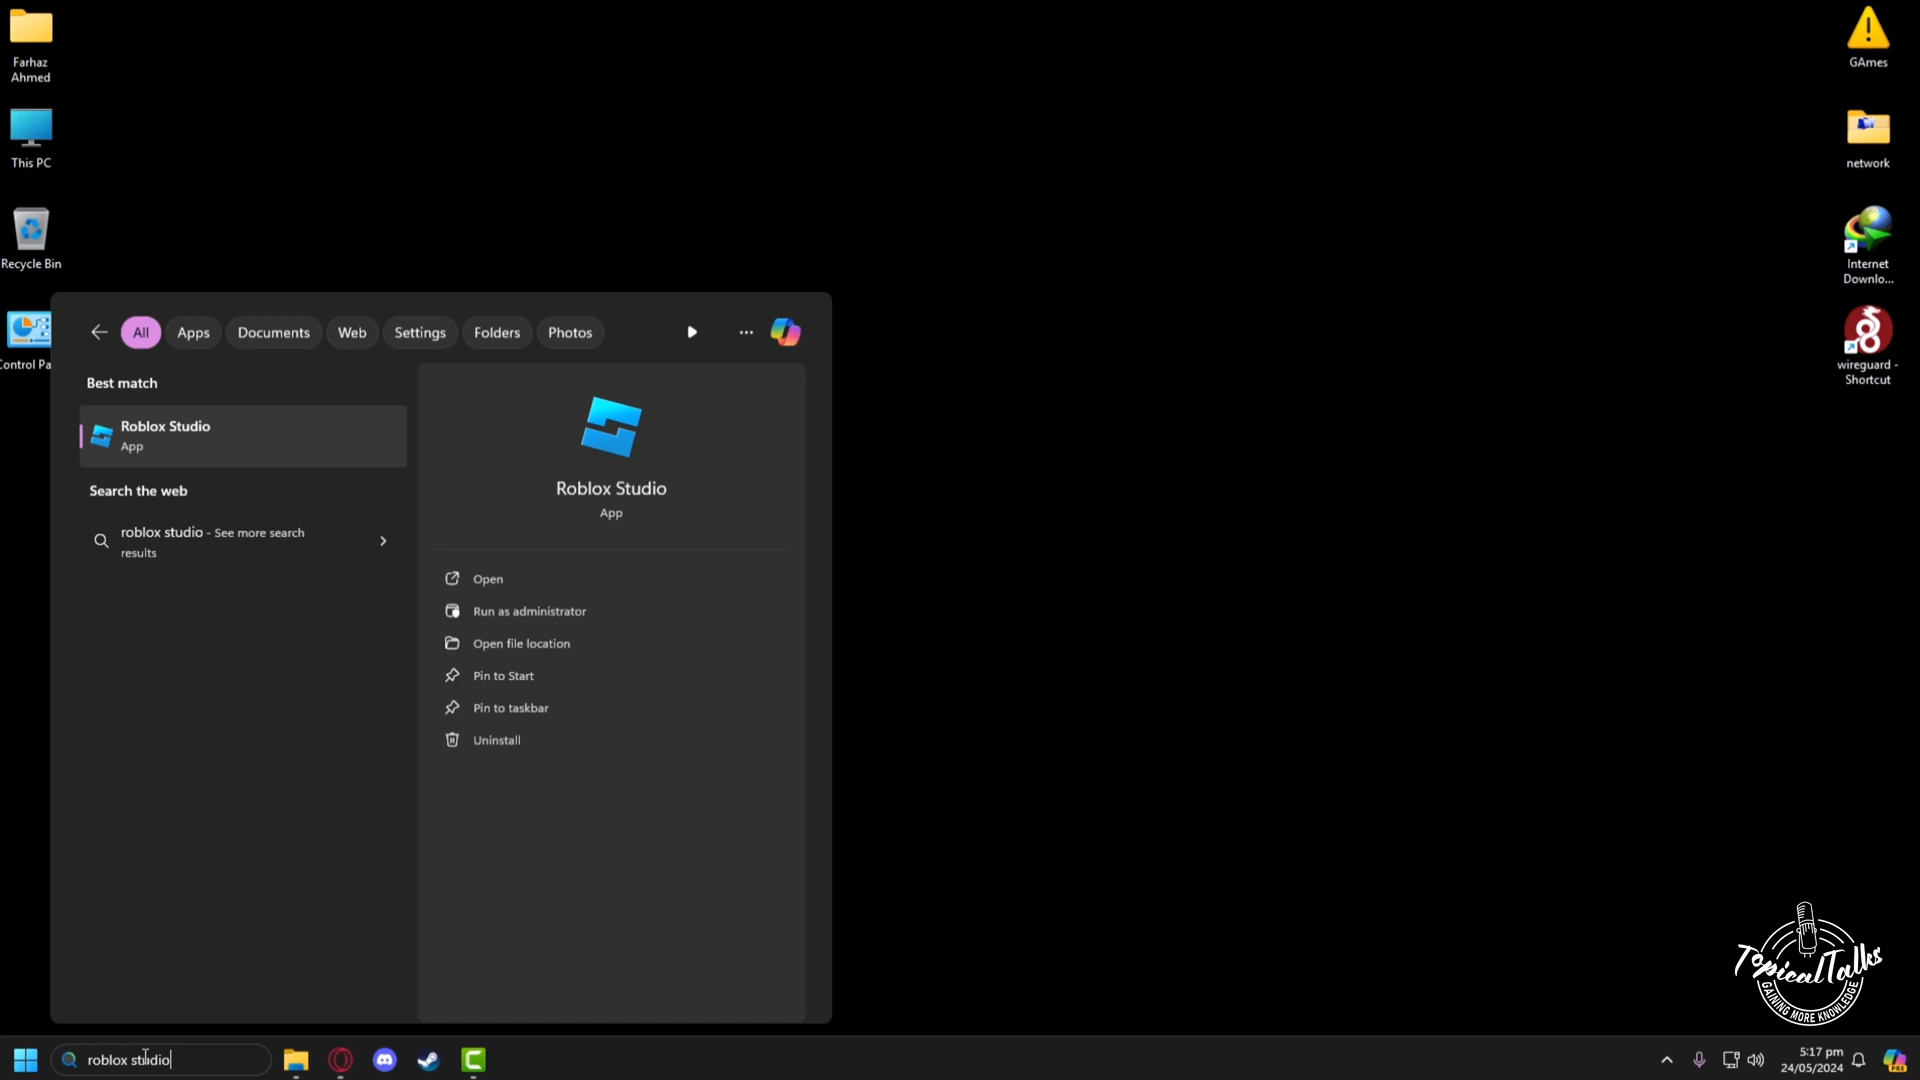 Farhaz
Ahmed
This PC
Recycle Bin
Control Pa
GAmes
network
Internet
Downlo...
wireguard -
Shortcut
All
Apps
Documents
Web
Settings
Folders
Photos
Best match
Roblox Studio
App
Search the web
roblox studio - See more search
results
Roblox Studio
App
Open
Run as administrator
Open file location
Pin to Start
Pin to taskbar
Uninstall
TopicalTalks
GAINING MORE KNOWLEDGE
roblox studio
5:17 pm
24/05/2024
PRE